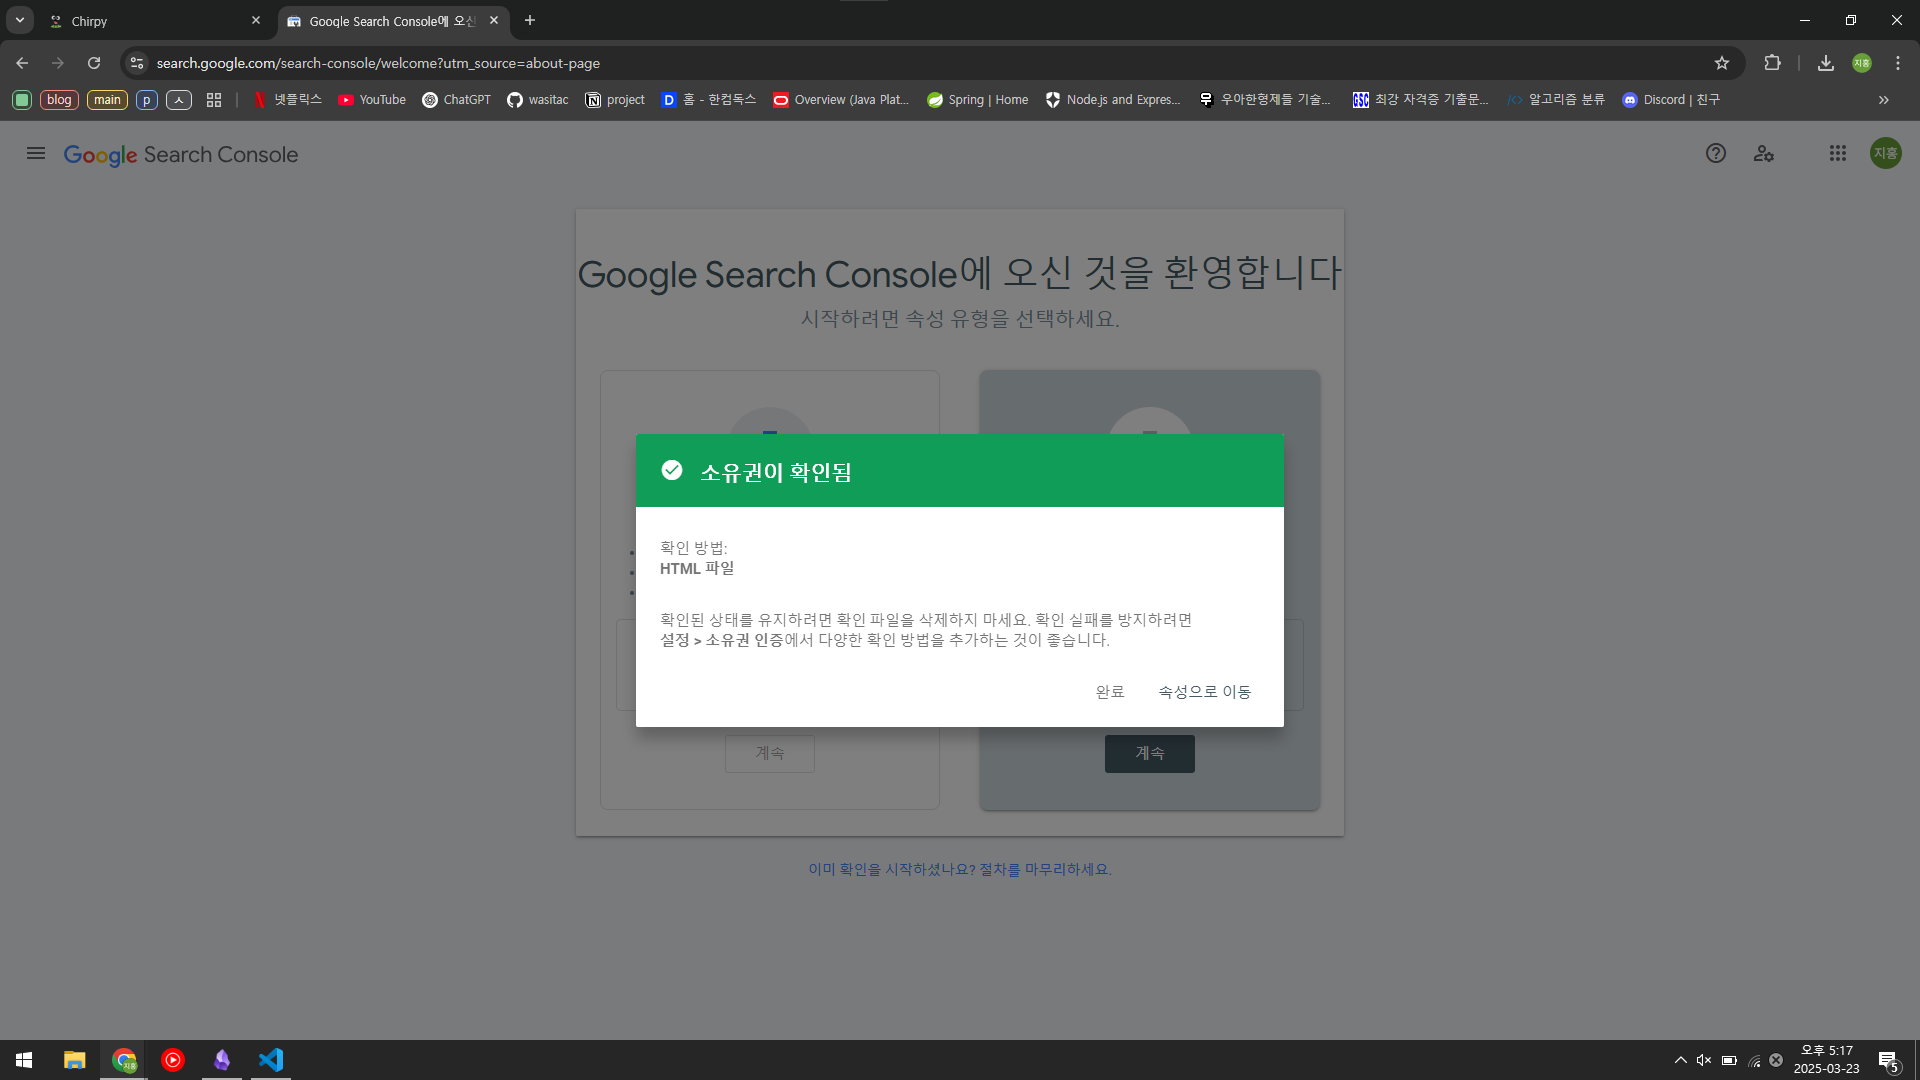 Chirpy
Google Search Console에 오신
search.google.com/search-console/welcome?utm_source=about-page
지홍
blog
main
p
ㅅ
넷플릭스
YouTube
ChatGPT
wasitac
project
홈 - 한컴독스
Overview (Java Plat...
Spring | Home
Node.js and Expres...
우아한형제들 기술...
최강 자격증 기출문...
알고리즘 분류
Discord | 친구
Google Search Console
지홍
Google Search Console에 오신 것을 환영합니다
시작하려면 속성 유형을 선택하세요.
소유권이 확인됨
확인 방법:
HTML 파일
확인된 상태를 유지하려면 확인 파일을 삭제하지 마세요. 확인 실패를 방지하려면
설정 > 소유권 인증에서 다양한 확인 방법을 추가하는 것이 좋습니다.
완료
속성으로 이동
계속
계속
이미 확인을 시작하셨나요? 절차를 마무리하세요.
오후 5:17
2025-03-23
5